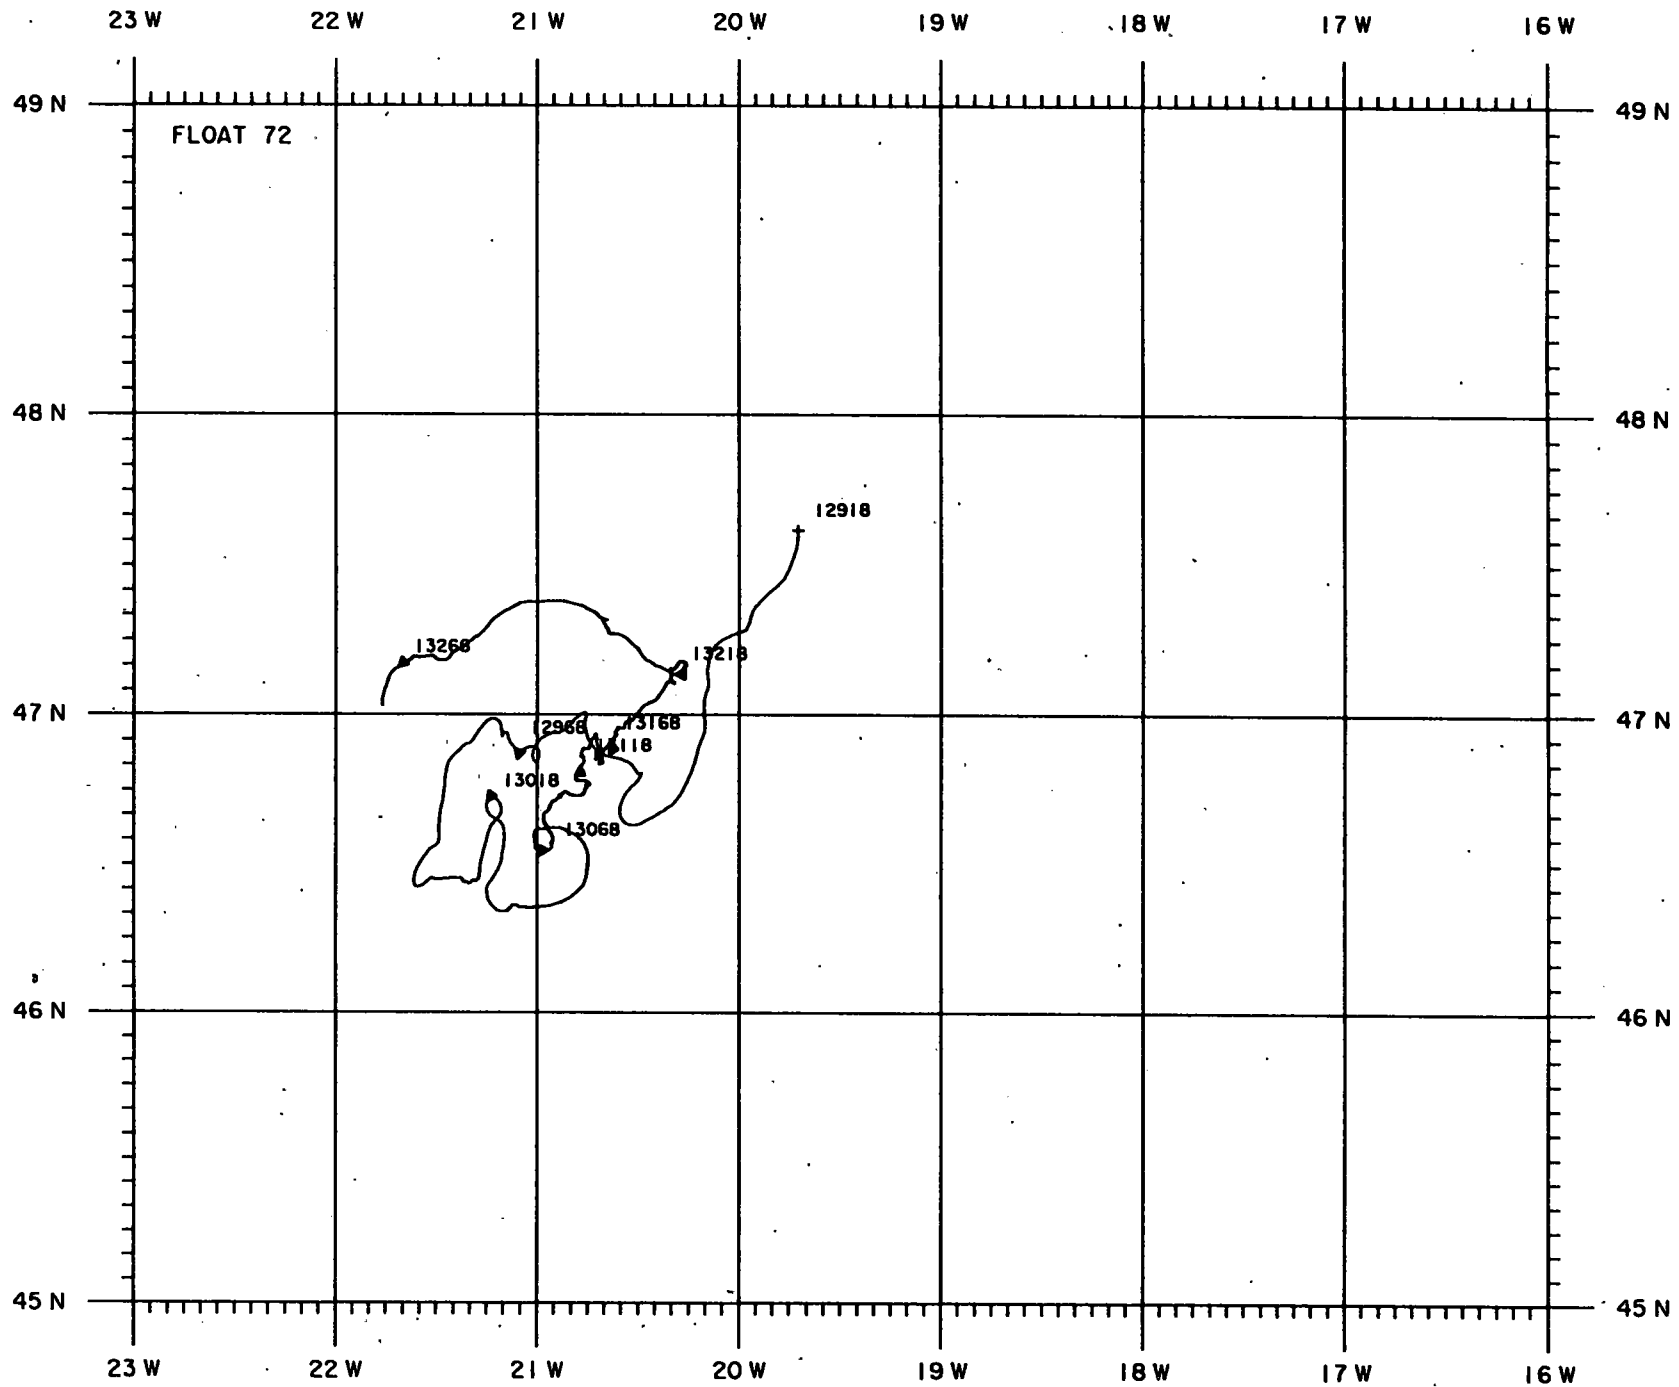 23 W 22 W 21 W 20 W 19 W 18 W 17 W 16 W
49 N 49 N
FLOAT 72
48 N 48 N
12918
13268
13218
47 N 47 N
12968 13168
13118
13018
13068
46 N 46 N
45 N 45 N
23 W 22 W 21 W 20 W 19 W 18 W 17 W 16 W